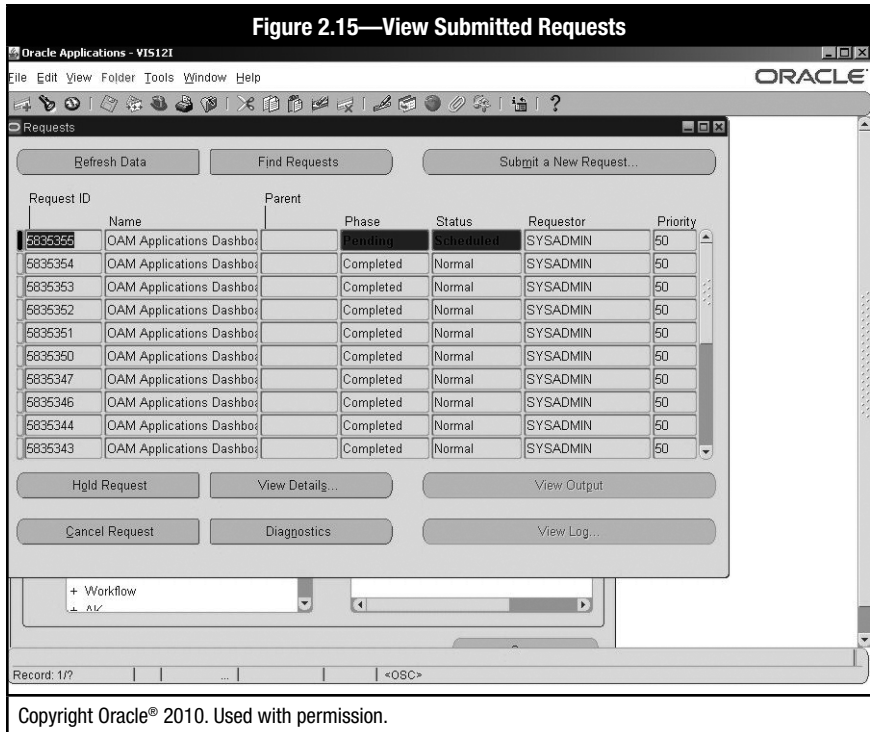 Figure 2.15—View Submitted Requests
Oracle Applications - VIS12I
File Edit View Folder Tools Window Help
ORACLE
Requests
Refresh Data Find Requests Submit a New Request...
Request ID Parent
Name Phase Status Requestor Priority
5835355 OAM Applications Dashboa Pending Scheduled SYSADMIN 50
5835354 OAM Applications Dashboa Completed Normal SYSADMIN 50
5835353 OAM Applications Dashboa Completed Normal SYSADMIN 50
5835352 OAM Applications Dashboa Completed Normal SYSADMIN 50
5835351 OAM Applications Dashboa Completed Normal SYSADMIN 50
5835350 OAM Applications Dashboa Completed Normal SYSADMIN 50
5835347 OAM Applications Dashboa Completed Normal SYSADMIN 50
5835346 OAM Applications Dashboa Completed Normal SYSADMIN 50
5835344 OAM Applications Dashboa Completed Normal SYSADMIN 50
5835343 OAM Applications Dashboa Completed Normal SYSADMIN 50
Hold Request View Details... View Output
Cancel Request Diagnostics View Log...
+ Workflow
Record: 1/? ... <OSC>
Copyright Oracle® 2010. Used with permission.